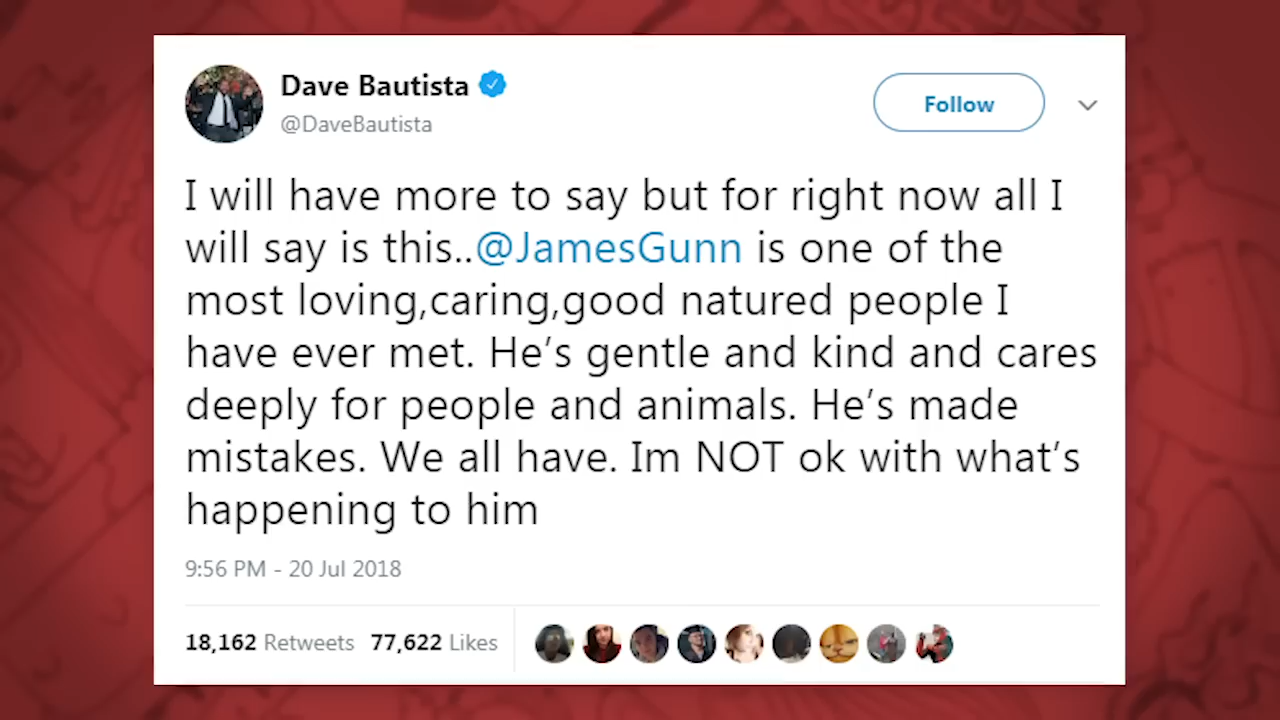 Dave Bautista
@DaveBautista
Follow
I will have more to say but for right now all I
will say is this..@JamesGunn is one of the
most loving,caring,good natured people I
have ever met. He’s gentle and kind and cares
deeply for people and animals. He’s made
mistakes. We all have. Im NOT ok with what’s
happening to him
9:56 PM - 20 Jul 2018
18,162 Retweets 77,622 Likes